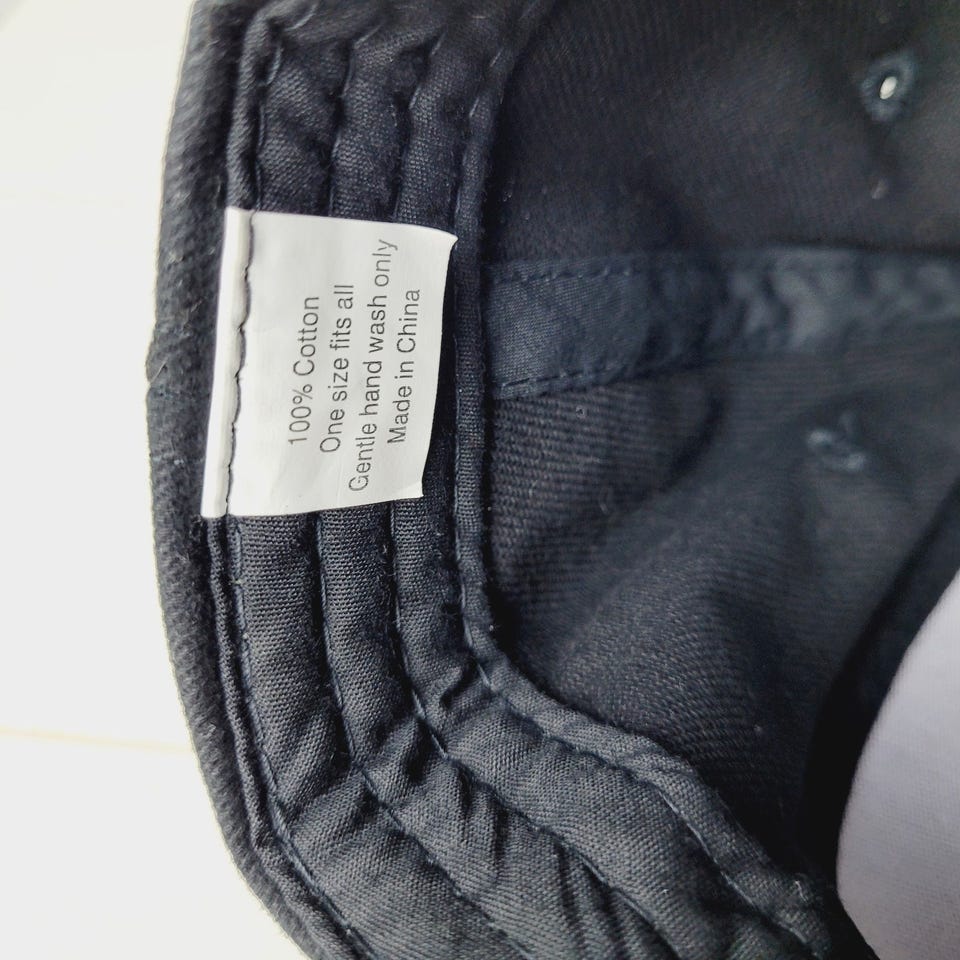 100% Cotton
One size fits all
Gentle hand wash only
Made in China